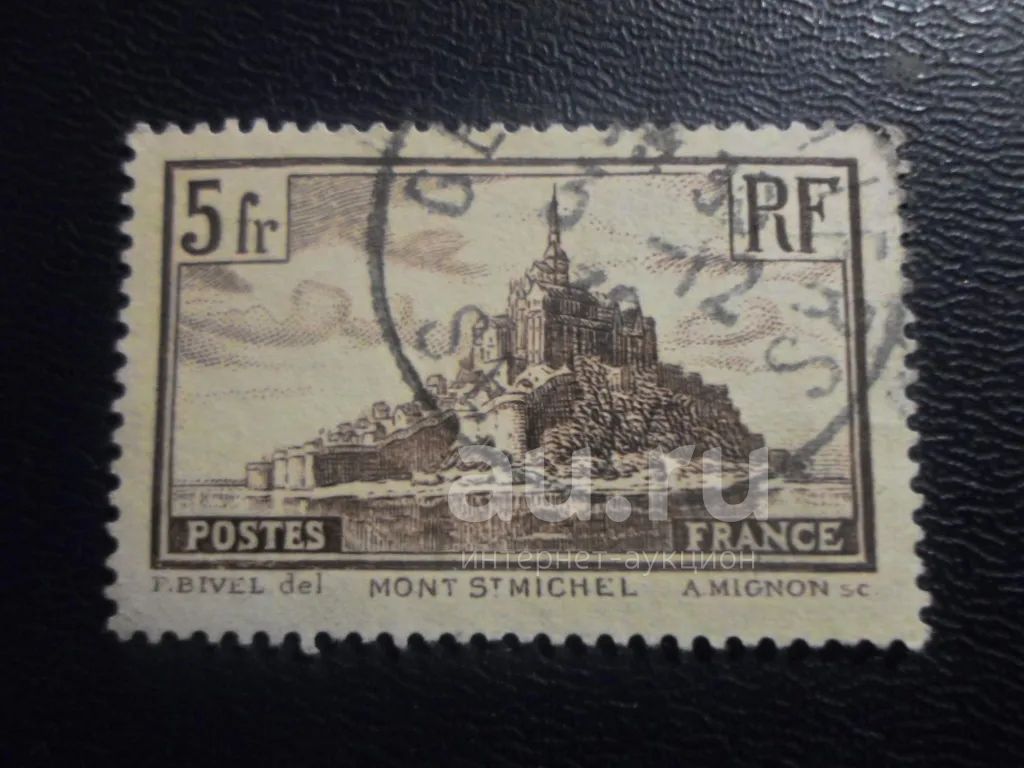 5 fr
RF
POSTES
FRANCE
F. BIVEL del
MONT ST MICHEL
A. MIGNON sc
au.ru
интернет-аукцион